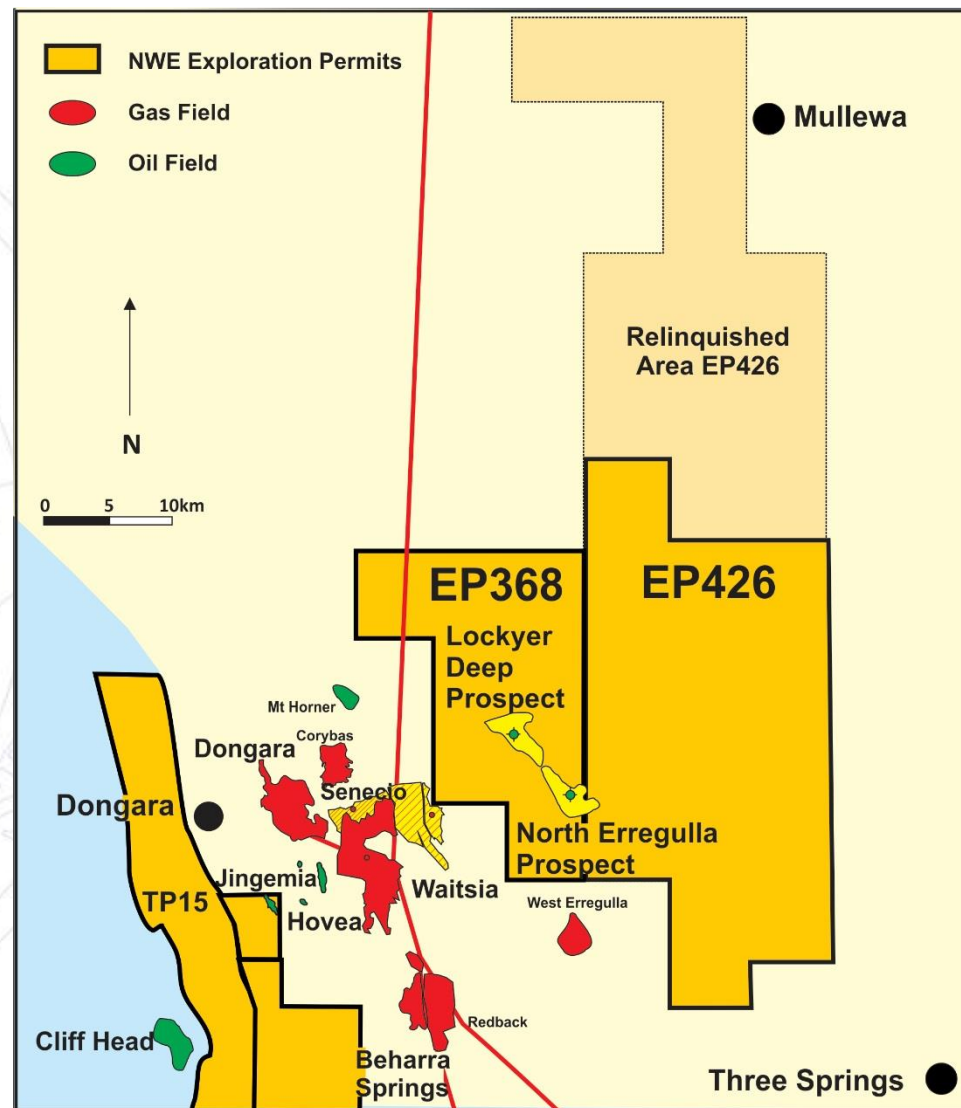 NWE Exploration Permits
Gas Field
Oil Field
Mullewa
Relinquished
Area EP426
N
0 5 10km
EP368
EP426
Lockyer
Deep
Prospect
Mt Horner
Corybas
Dongara
Senecio
Dongara
North Erregulla
Prospect
Waitsia
Jingemia
TP15
Hovea
West Erregulla
Redback
Cliff Head
Beharra
Springs
Three Springs